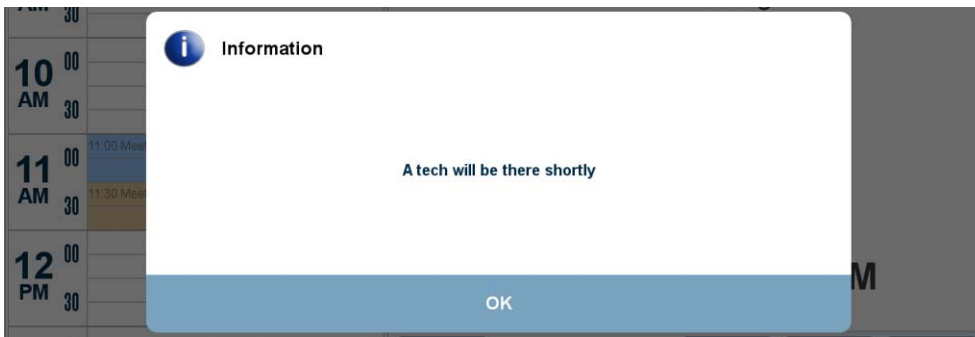 AM 30
Information
10 00
AM 30
11:00 Mee
11 00
AM 30
A tech will be there shortly
11:30 Mee
12 00
PM 30
M
OK